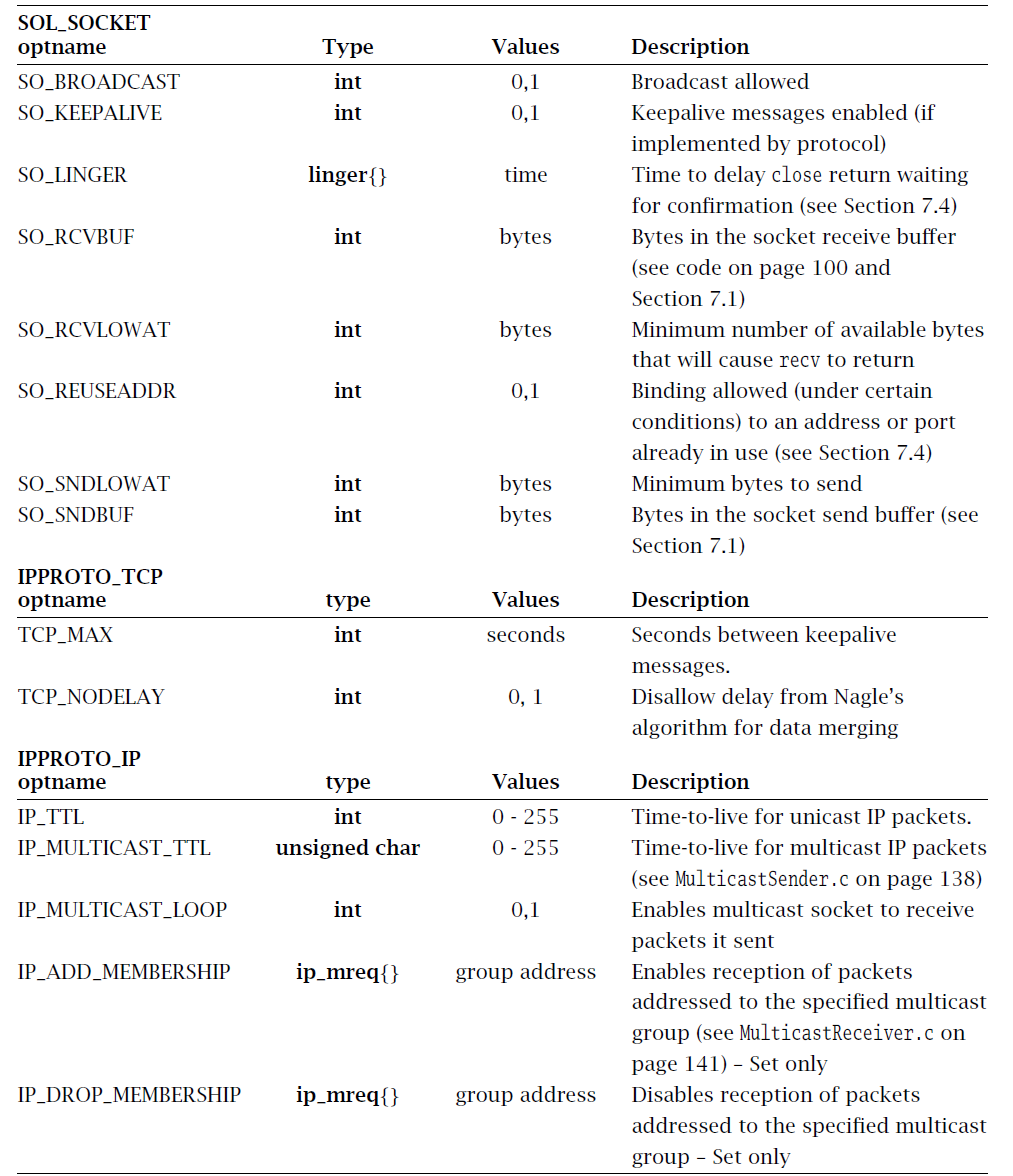 SOL_SOCKET
optname Type Values Description
SO_BROADCAST int 0,1 Broadcast allowed
SO_KEEPALIVE int 0,1 Keepalive messages enabled (if
implemented by protocol)
SO_LINGER linger{} time Time to delay close return waiting
for confirmation (see Section 7.4)
SO_RCVBUF int bytes Bytes in the socket receive buffer
(see code on page 100 and
Section 7.1)
SO_RCVLOWAT int bytes Minimum number of available bytes
that will cause recv to return
SO_REUSEADDR int 0,1 Binding allowed (under certain
conditions) to an address or port
already in use (see Section 7.4)
SO_SNDLOWAT int bytes Minimum bytes to send
SO_SNDBUF int bytes Bytes in the socket send buffer (see
Section 7.1)
IPPROTO_TCP
optname type Values Description
TCP_MAX int seconds Seconds between keepalive
messages.
TCP_NODELAY int 0, 1 Disallow delay from Nagle's
algorithm for data merging
IPPROTO_IP
optname type Values Description
IP_TTL int 0 - 255 Time-to-live for unicast IP packets.
IP_MULTICAST_TTL unsigned char 0 - 255 Time-to-live for multicast IP packets
(see MulticastSender.c on page 138)
IP_MULTICAST_LOOP int 0,1 Enables multicast socket to receive
packets it sent
IP_ADD_MEMBERSHIP ip_mreq{} group address Enables reception of packets
addressed to the specified multicast
group (see MulticastReceiver.c on
page 141) – Set only
IP_DROP_MEMBERSHIP ip_mreq{} group address Disables reception of packets
addressed to the specified multicast
group – Set only